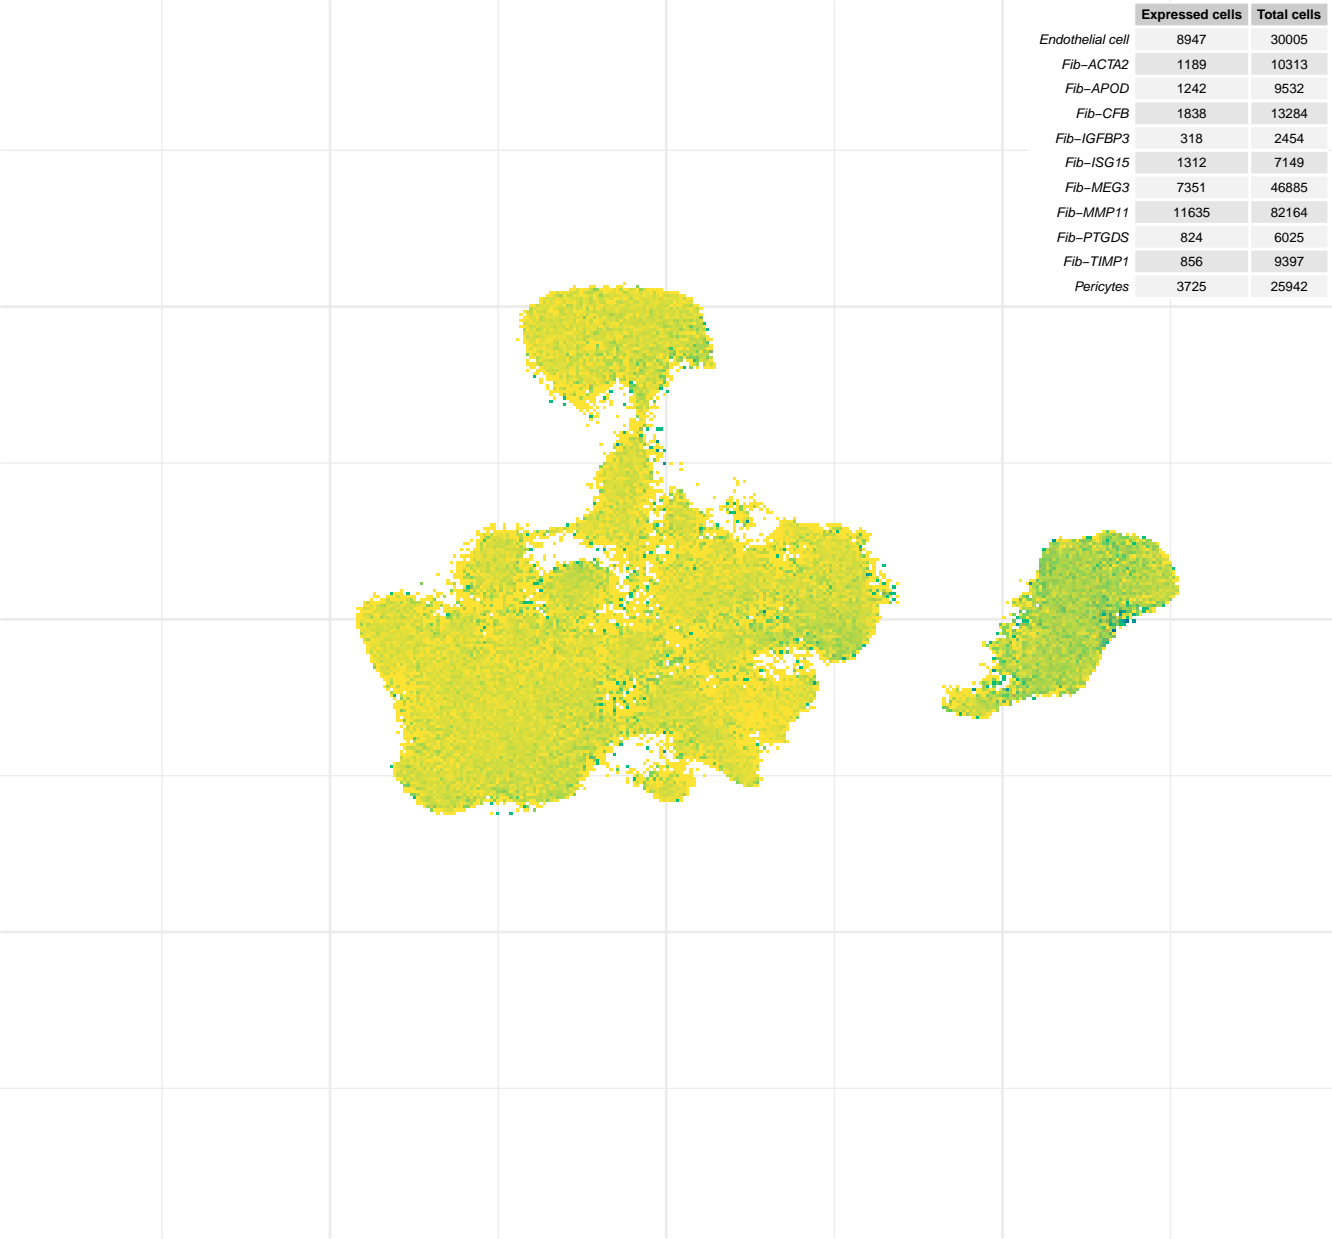 Expressed cells Total cells
Endothelial cell 8947 30005
Fib−ACTA2 1189 10313
Fib−APOD 1242 9532
Fib−CFB 1838 13284
Fib−IGFBP3 318 2454
Fib−ISG15 1312 7149
Fib−MEG3 7351 46885
Fib−MMP11 11635 82164
Fib−PTGDS 824 6025
Fib−TIMP1 856 9397
Pericytes 3725 25942